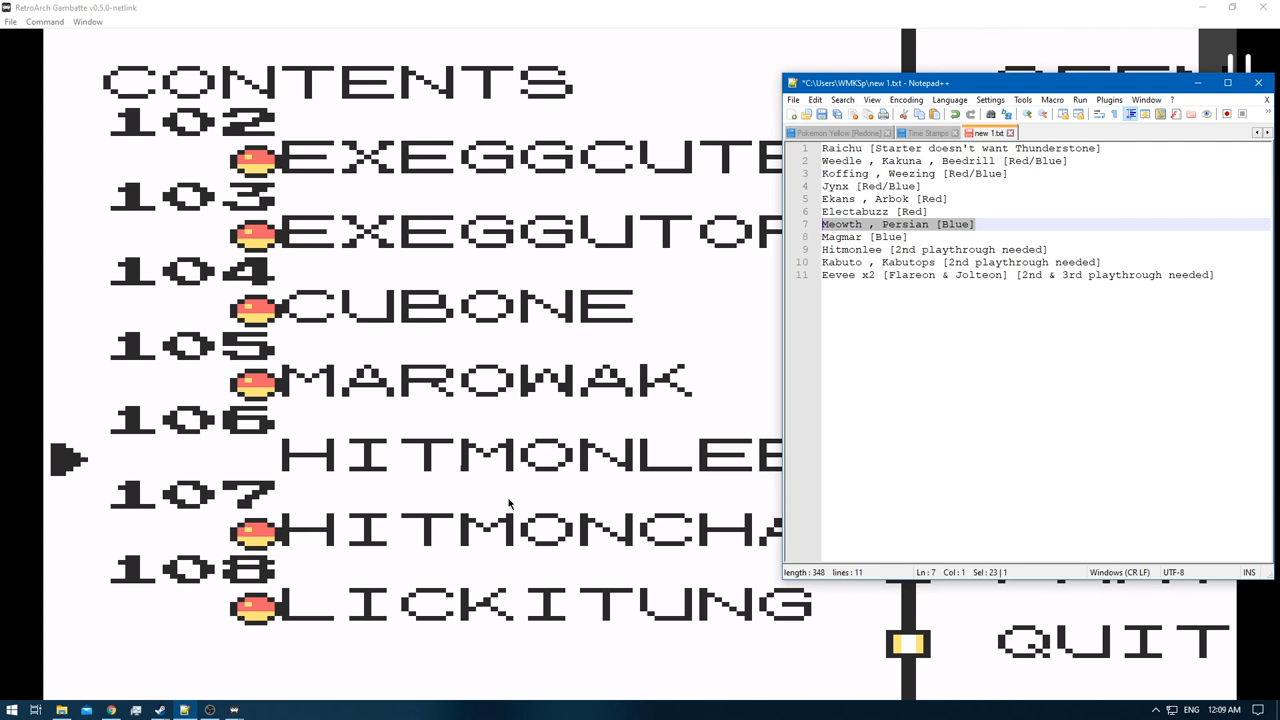 RetroArch Gambatte v0.5.0-netlink
File Command Window
CONTENTS
102
EXEGGCUTE
103
EXEGGUTOR
104
CUBONE
105
MAROWAK
106
HITMONLEE
107
HITMONCHA
108
LICKITUNG
QUIT
*C:\Users\WMKSp\new 1.txt - Notepad++
File Edit Search View Encoding Language Settings Tools Macro Run Plugins Window ?
Pokemon Yellow [Redone] Time Stamps new 1.txt
1 Raichu [Starter doesn't want Thunderstone]
2 Weedle , Kakuna , Beedrill [Red/Blue]
3 Koffing , Weezing [Red/Blue]
4 Jynx [Red/Blue]
5 Ekans , Arbok [Red]
6 Electabuzz [Red]
7 Meowth , Persian [Blue]
8 Magmar [Blue]
9 Hitmonlee [2nd playthrough needed]
10 Kabuto , Kabutops [2nd playthrough needed]
11 Eevee x2 [Flareon & Jolteon] [2nd & 3rd playthrough needed]
length : 348 lines : 11 Ln : 7 Col : 1 Sel : 23 | 1 Windows (CR LF) UTF-8 INS
ENG 12:09 AM